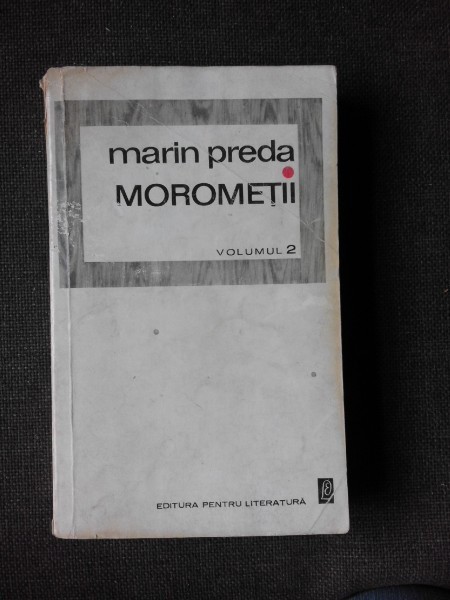 marin preda
MOROMEȚII
VOLUMUL 2
EDITURA PENTRU LITERATURĂ